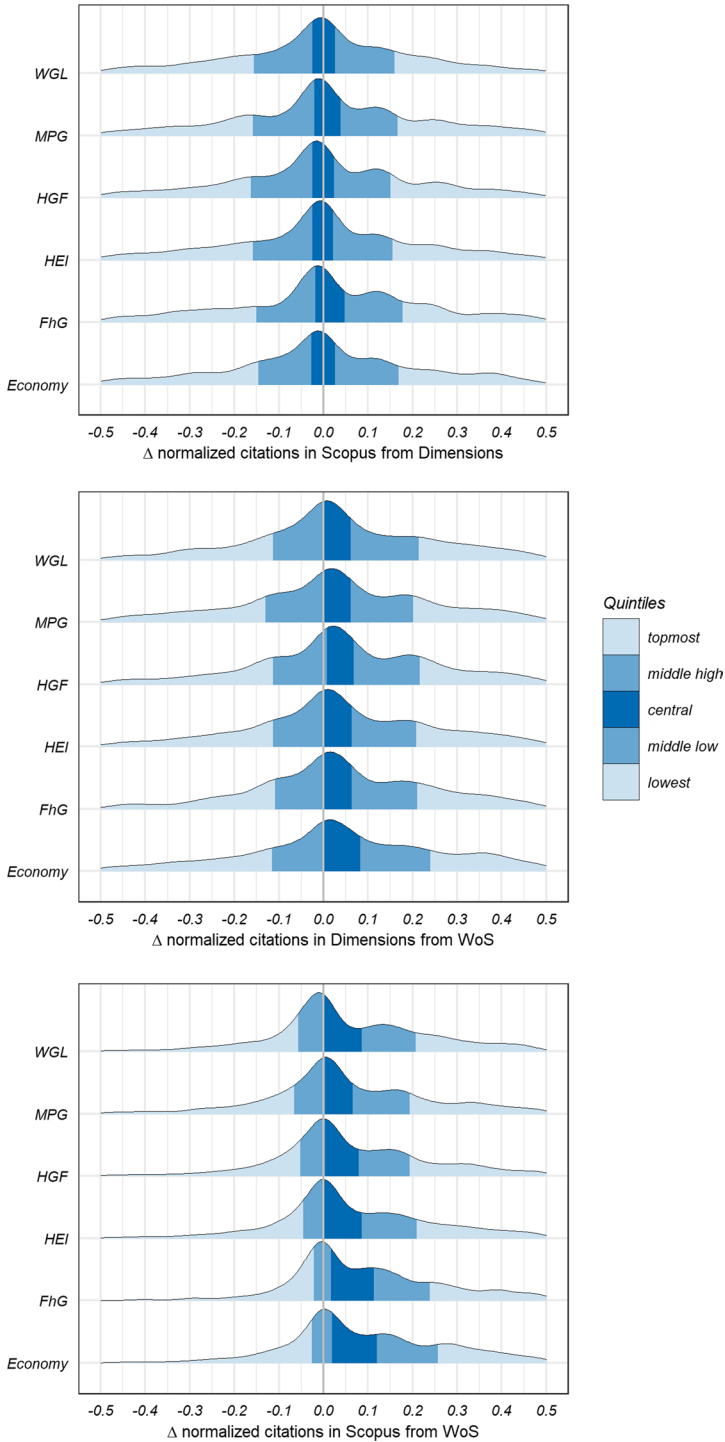 WGL
MPG
HGF
HEI
FhG
Economy
-0.5 -0.4 -0.3 -0.2 -0.1 0.0 0.1 0.2 0.3 0.4 0.5
Δ normalized citations in Scopus from Dimensions
WGL
MPG
HGF
HEI
FhG
Economy
-0.5 -0.4 -0.3 -0.2 -0.1 0.0 0.1 0.2 0.3 0.4 0.5
Δ normalized citations in Dimensions from WoS
Quintiles
topmost
middle high
central
middle low
lowest
WGL
MPG
HGF
HEI
FhG
Economy
-0.5 -0.4 -0.3 -0.2 -0.1 0.0 0.1 0.2 0.3 0.4 0.5
Δ normalized citations in Scopus from WoS